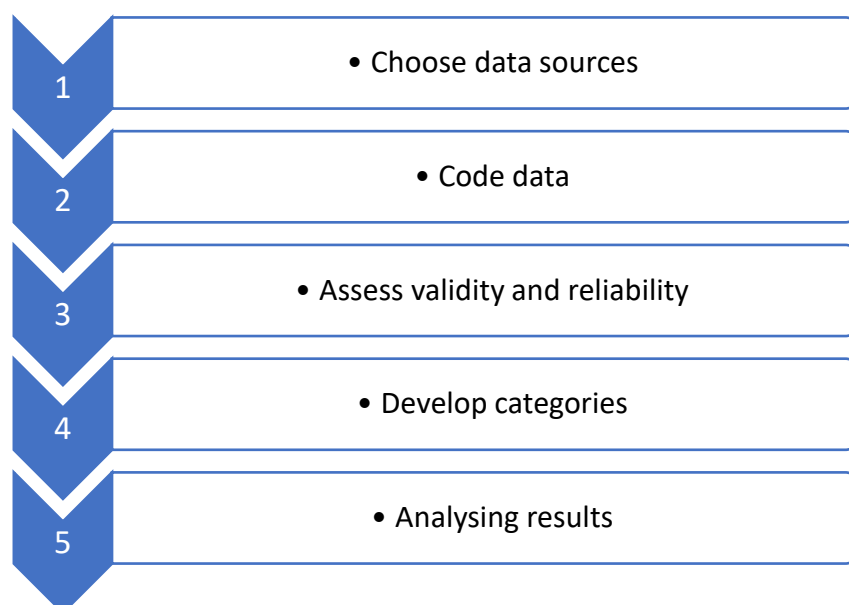 1
• Choose data sources
2
• Code data
3
• Assess validity and reliability
4
• Develop categories
5
• Analysing results